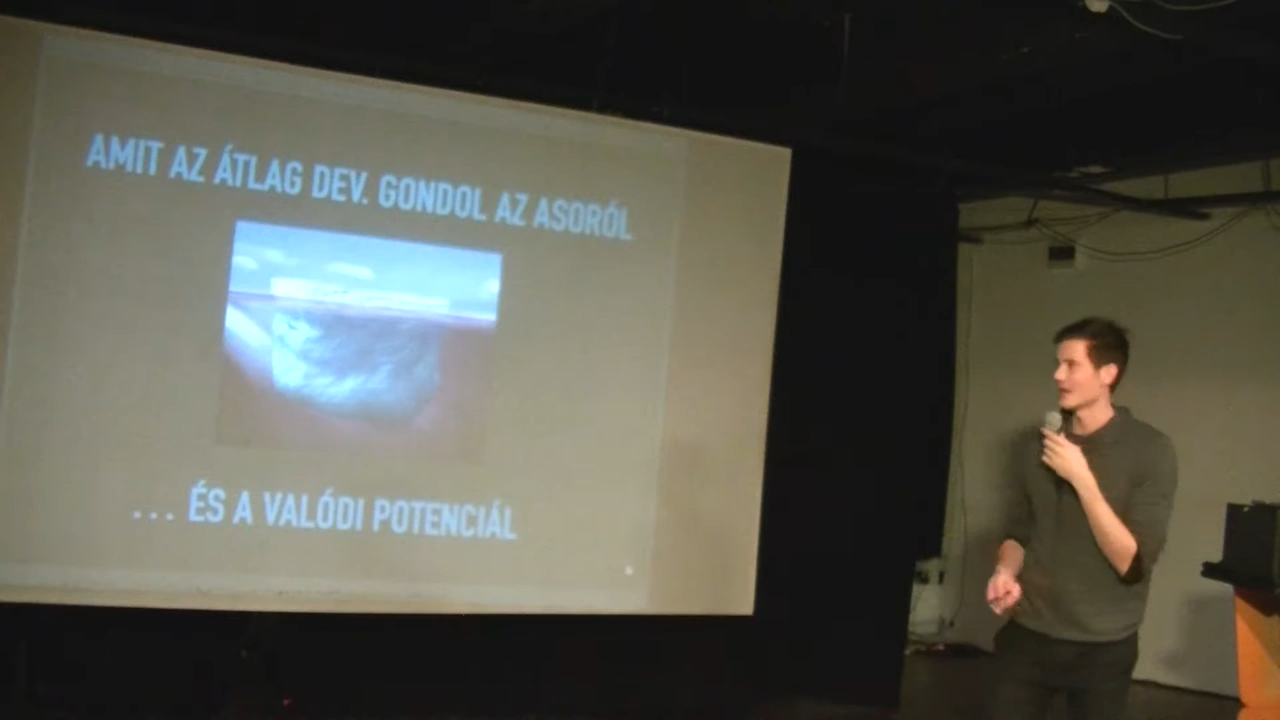 AMIT AZ ÁTLAG DEV. GONDOL AZ ASORÓL
... ÉS A VALÓDI POTENCIÁL